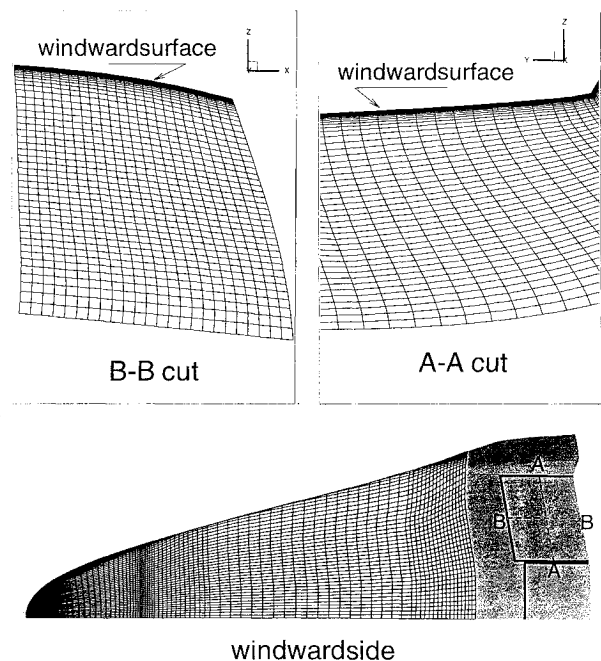 windwardsurface
Z
Y
X
B-B cut
windwardsurface
Z
Y
X
A-A cut
A
B
B
A
windwardside